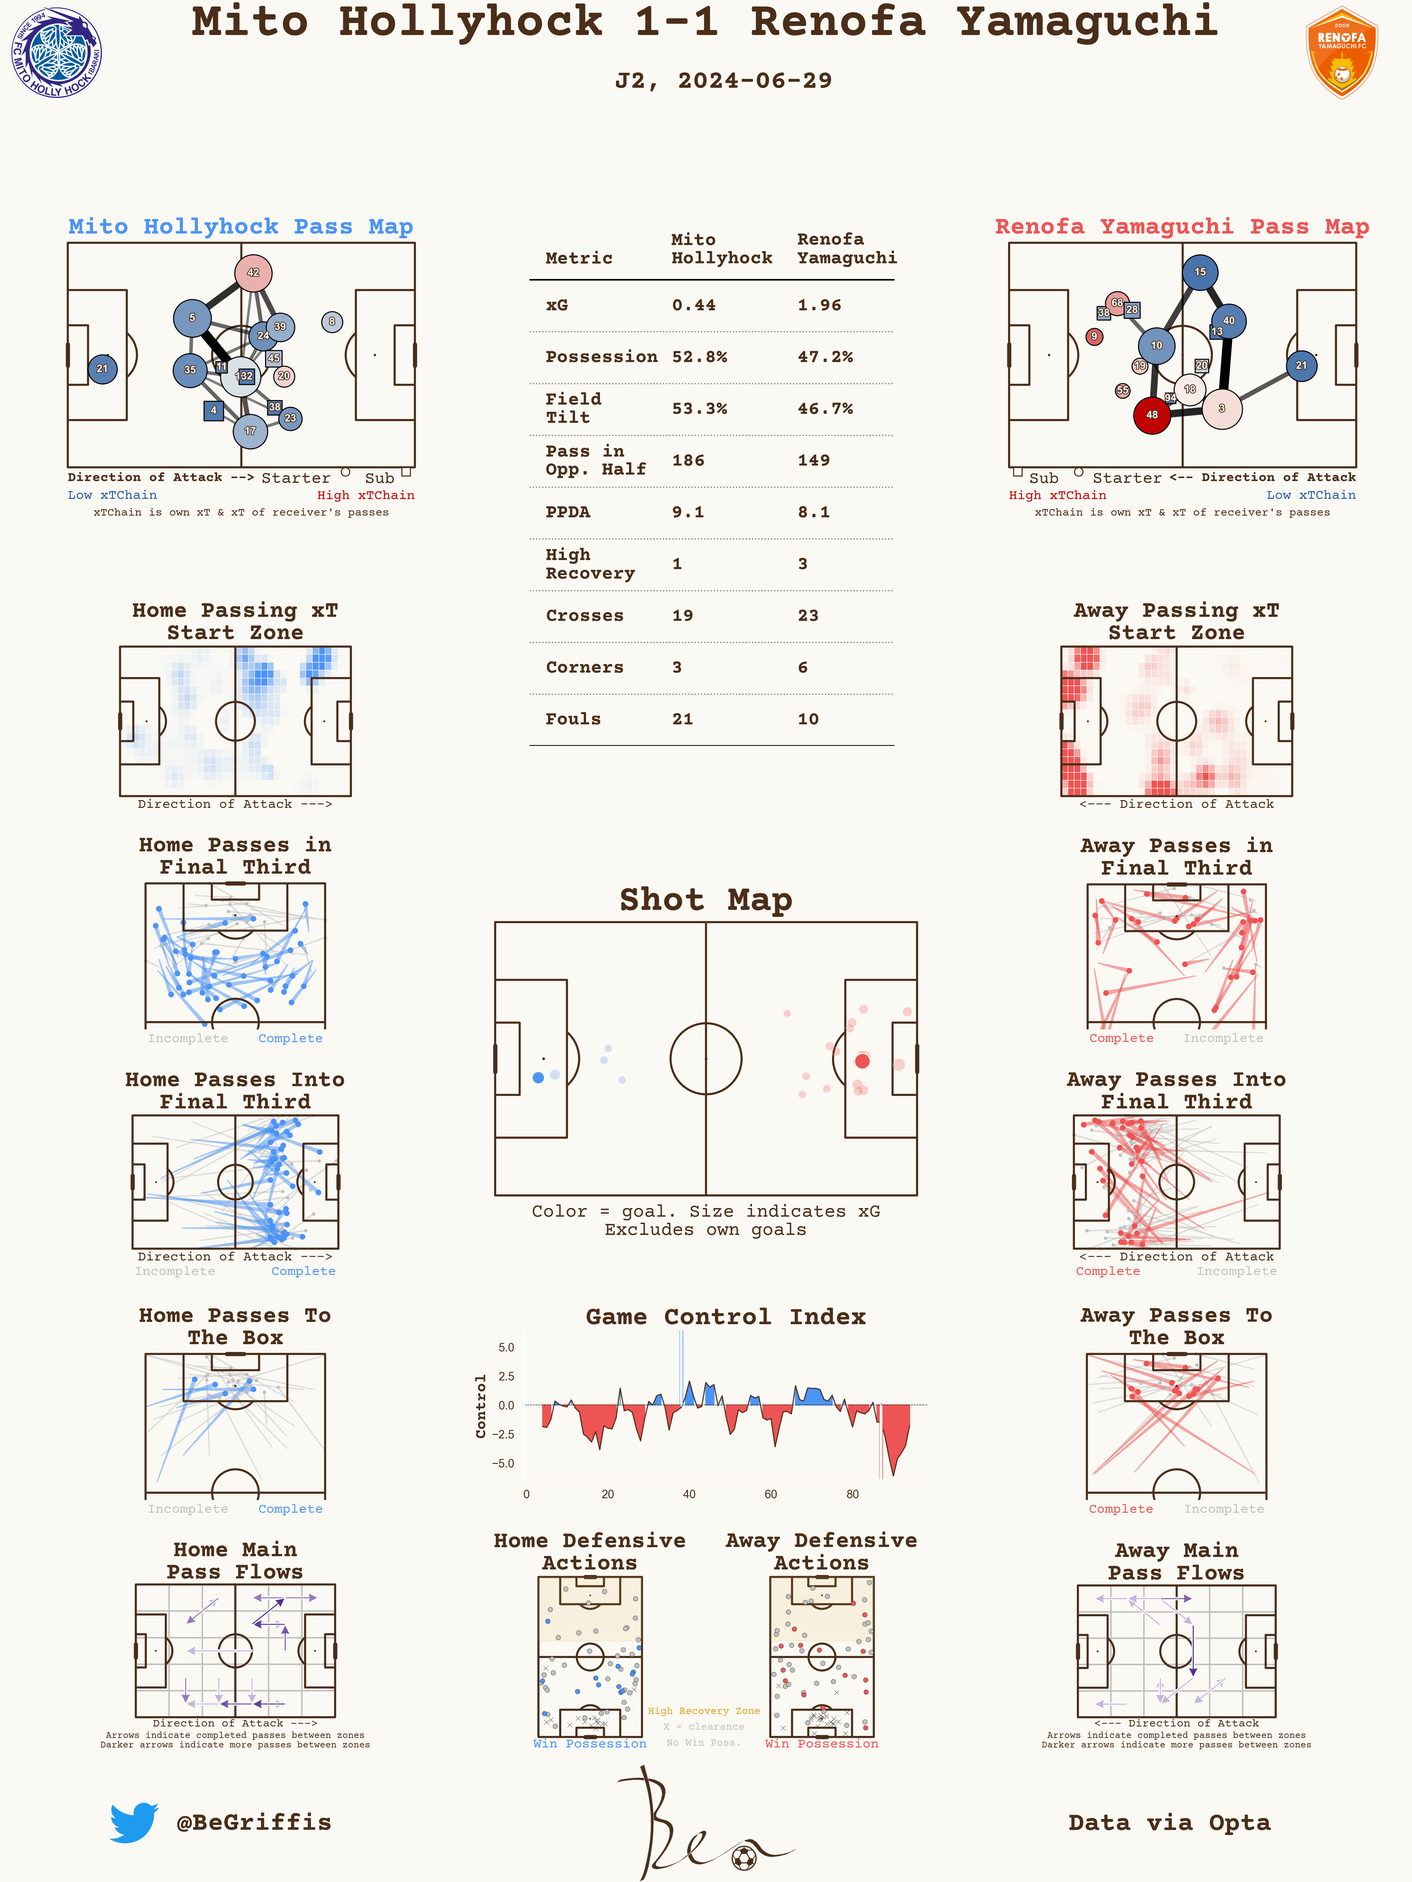 Mito Hollyhock 1-1 Renofa Yamaguchi
J2, 2024-06-29
SINCE 1994
FC MITO HOLLY HOCK
IBARAKI
2006
RENOFA
YAMAGUCHI FC
Mito Hollyhock Pass Map
42
5
39
24
8
45
11
32
20
21
35
4
38
23
17
Direction of Attack --> Starter Sub
Low xTChain High xTChain
xTChain is own xT & xT of receiver's passes
Metric Mito Hollyhock Renofa Yamaguchi
xG 0.44 1.96
Possession 52.8% 47.2%
Field Tilt 53.3% 46.7%
Pass in Opp. Half 186 149
PPDA 9.1 8.1
High Recovery 1 3
Crosses 19 23
Corners 3 6
Fouls 21 10
Renofa Yamaguchi Pass Map
15
68
38
28
40
13
9
10
19
20
21
55
94
18
48
3
Sub Starter <-- Direction of Attack
High xTChain Low xTChain
xTChain is own xT & xT of receiver's passes
Home Passing xT
Start Zone
Direction of Attack --->
Away Passing xT
Start Zone
<--- Direction of Attack
Home Passes in
Final Third
Incomplete Complete
Away Passes in
Final Third
Complete Incomplete
Shot Map
Color = goal. Size indicates xG
Excludes own goals
Home Passes Into
Final Third
Direction of Attack --->
Incomplete Complete
Away Passes Into
Final Third
<--- Direction of Attack
Complete Incomplete
Home Passes To
The Box
Incomplete Complete
Game Control Index
Control
5.0
2.5
0.0
−2.5
−5.0
0 20 40 60 80
Away Passes To
The Box
Complete Incomplete
Home Main
Pass Flows
Direction of Attack --->
Arrows indicate completed passes between zones
Darker arrows indicate more passes between zones
Home Defensive
Actions
Win Possession
High Recovery Zone
X = clearance
No Win Poss.
Away Defensive
Actions
Win Possession
Away Main
Pass Flows
<--- Direction of Attack
Arrows indicate completed passes between zones
Darker arrows indicate more passes between zones
@BeGriffis
Ben
Data via Opta